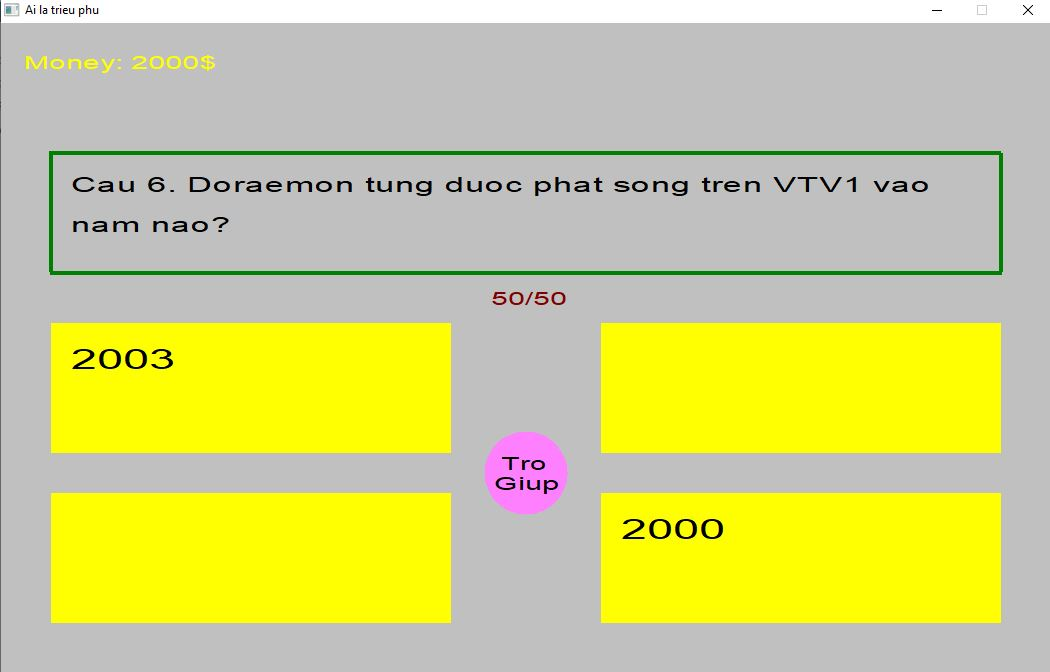 Ai la trieu phu
Money: 2000$
Cau 6. Doraemon tung duoc phat song tren VTV1 vao
nam nao?
50/50
2003
Tro
Giup
2000